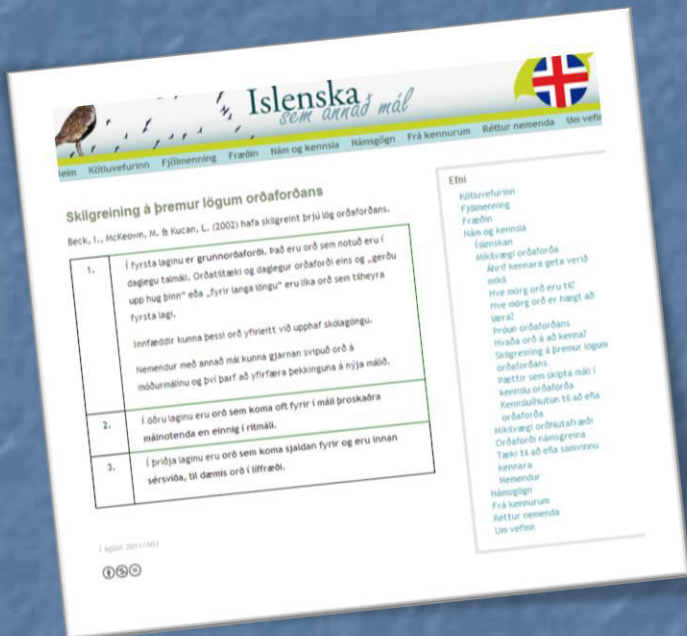 Íslenska
sem annað mál
Heim Kötluvefurinn Fjölmenning Fræðin Nám og kennsla Námsgögn Frá kennurum Réttur nemenda Um vefinn
Skilgreining á þremur lögum orðaforðans
Beck, I., McKeown, M. & Kucan, L. (2002) hafa skilgreint þrjú lög orðaforðans.
1.
Í fyrsta laginu er grunnorðaforði. Það eru orð sem notuð eru í
daglegu talmáli. Orðatiltæki og daglegur orðaforði eins og „gerðu
upp hug þinn“ eða „fyrir langa löngu“ eru líka orð sem tilheyra
fyrsta lagi.
Innfæddir kunna þessi orð yfirleitt við upphaf skólagöngu.
Nemendur með annað mál kunna gjarnan svipuð orð á
móðurmálinu og því þarf að yfirfæra þekkinguna á nýja málið.
2.
Í öðru laginu eru orð sem koma oft fyrir í máli þroskaðra
málnotenda en einnig í ritmáli.
3.
Í þriðja laginu eru orð sem koma sjaldan fyrir og eru innan
sérsviða, til dæmis orð í líffræði.
Í ágúst 2011/
Efni
Kötluvefurinn
Fjölmenning
Fræðin
Nám og kennsla
Íslenskan
Mikilvægi orðaforða
Áhrif kennara geta verið
mikil
Hve mörg orð eru til?
Hve mörg orð er hægt að
læra?
Þróun orðaforðans
Hvaða orð á að kenna?
Skilgreining á þremur lögum
orðaforðans
Þættir sem skipta máli í
kennslu orðaforða
Kennsluíhlutun til að efla
orðaforða
Mikilvægi orðhlutafræði
Orðaforði námsgreina
Tæki til að efla samvinnu
kennara
Nemendur
Námsgögn
Frá kennurum
Réttur nemenda
Um vefinn